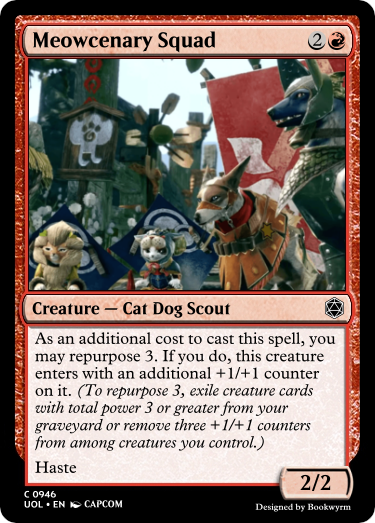 Meowcenary Squad 2
Creature — Cat Dog Scout
As an additional cost to cast this spell, you
may repurpose 3. If you do, this creature
enters with an additional +1/+1 counter
on it. (To repurpose 3, exile creature cards
with total power 3 or greater from your
graveyard or remove three +1/+1 counters
from among creatures you control.)
Haste
2/2
C 0946
UOL • EN CAPCOM
Designed by Bookwyrm